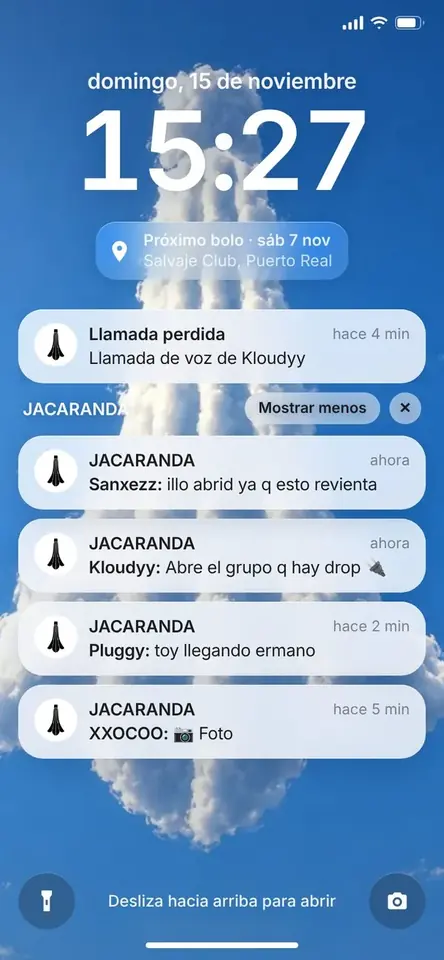 domingo, 15 de noviembre
15:27
Próximo bolo · sáb 7 nov
Salvaje Club, Puerto Real
Llamada perdida
hace 4 min
Llamada de voz de Kloudyy
JACARANDA
Mostrar menos
JACARANDA
ahora
Sanxezz: illo abrid ya q esto revienta
JACARANDA
ahora
Kloudyy: Abre el grupo q hay drop 🔌
JACARANDA
hace 2 min
Pluggy: toy llegando ermano
JACARANDA
hace 5 min
XXOCOO: 📷 Foto
Desliza hacia arriba para abrir